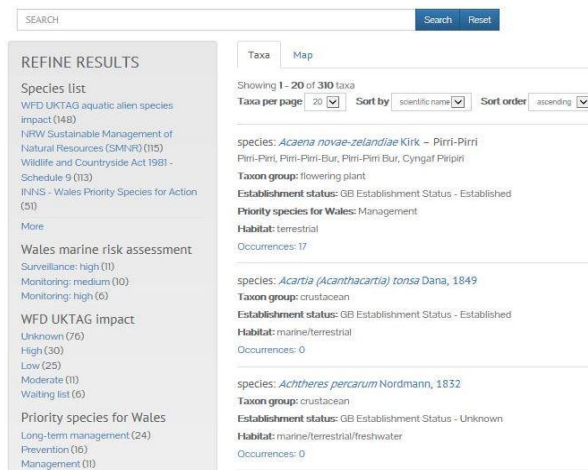 SEARCH
Search Reset
REFINE RESULTS
Species list
WFD UKTAG aquatic alien species
impact (148)
NRW Sustainable Management of
Natural Resources (SMNR) (115)
Wildlife and Countryside Act 1981 -
Schedule 9 (113)
INNS - Wales Priority Species for Action
(51)
More
Wales marine risk assessment
Surveillance: high (11)
Monitoring: medium (10)
Monitoring: high (6)
WFD UKTAG impact
Unknown (76)
High (30)
Low (25)
Moderate (11)
Waiting list (6)
Priority species for Wales
Long-term management (24)
Prevention (16)
Management (11)
Taxa Map
Showing 1 - 20 of 310 taxa
Taxa per page 20 Sort by scientific name Sort order ascending
species: Acaena novae-zelandiae Kirk – Pirri-Pirri
Pirri-Pirri, Pirri-Pirri-Bur, Pirri-Pirri Bur, Cyngaf Piripiri
Taxon group: flowering plant
Establishment status: GB Establishment Status - Established
Priority species for Wales: Management
Habitat: terrestrial
Occurrences: 17
species: Acartia (Acanthacartia) tonsa Dana, 1849
Taxon group: crustacean
Establishment status: GB Establishment Status - Established
Habitat: marine/terrestrial
Occurrences: 0
species: Achtheres percarum Nordmann, 1832
Taxon group: crustacean
Establishment status: GB Establishment Status - Unknown
Habitat: marine/terrestrial/freshwater
Occurrences: 0